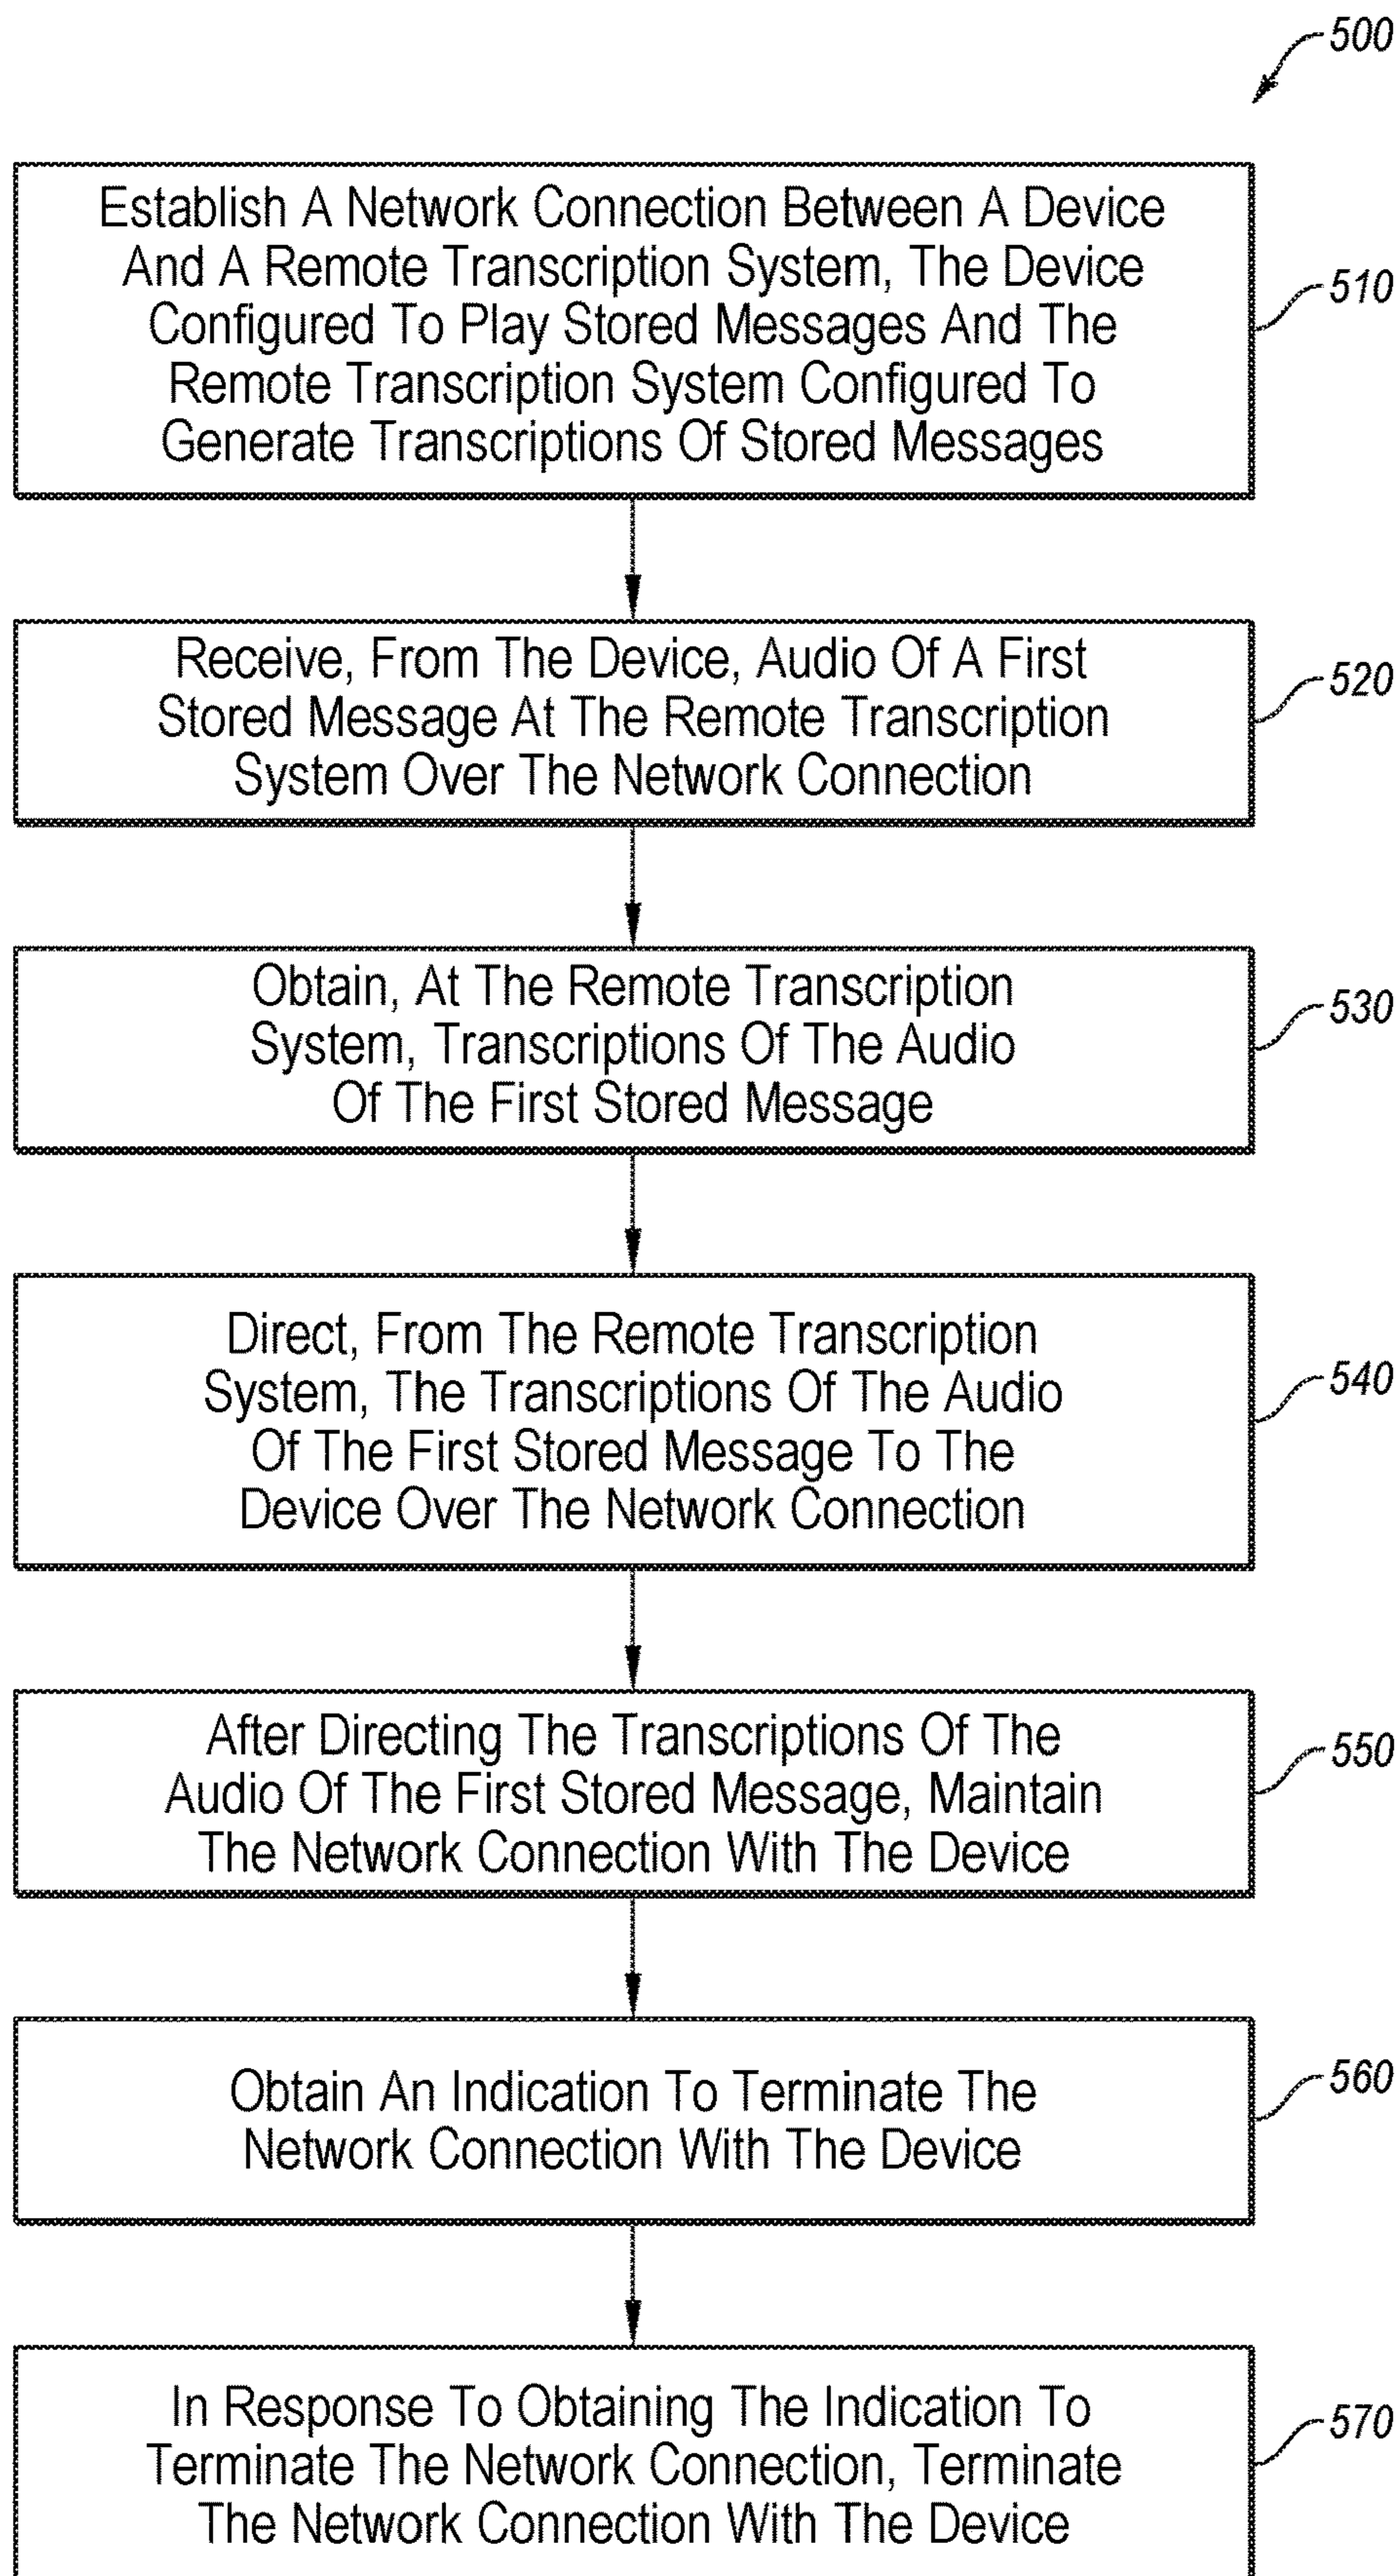 500
Establish A Network Connection Between A Device
And A Remote Transcription System, The Device
Configured To Play Stored Messages And The
Remote Transcription System Configured To
Generate Transcriptions Of Stored Messages
510
Receive, From The Device, Audio Of A First
Stored Message At The Remote Transcription
System Over The Network Connection
520
Obtain, At The Remote Transcription
System, Transcriptions Of The Audio
Of The First Stored Message
530
Direct, From The Remote Transcription
System, The Transcriptions Of The Audio
Of The First Stored Message To The
Device Over The Network Connection
540
After Directing The Transcriptions Of The
Audio Of The First Stored Message, Maintain
The Network Connection With The Device
550
Obtain An Indication To Terminate The
Network Connection With The Device
560
In Response To Obtaining The Indication To
Terminate The Network Connection, Terminate
The Network Connection With The Device
570